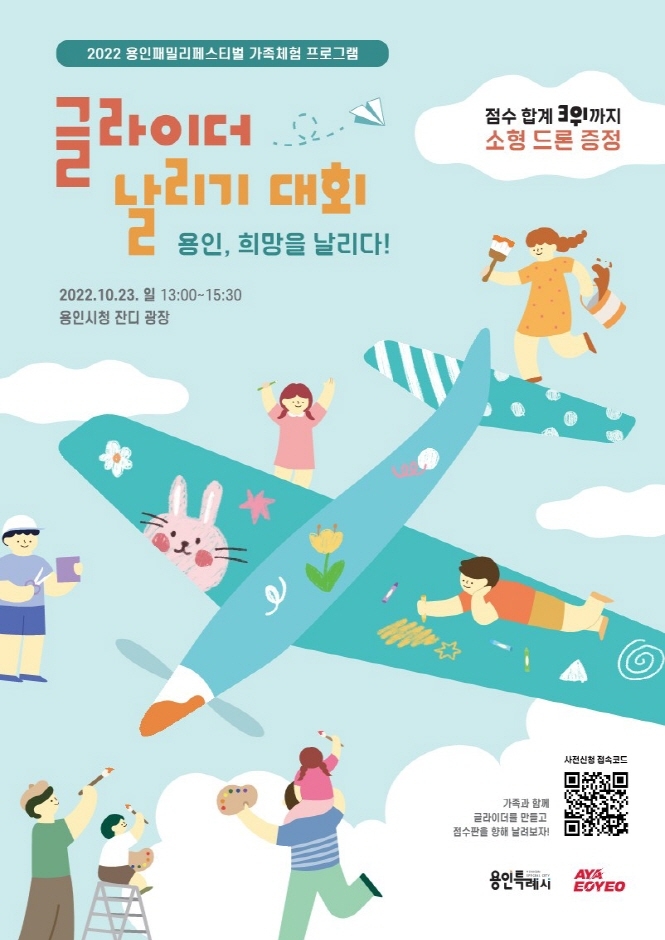 2022 용인패밀리페스티벌 가족체험 프로그램
글라이더
날리기 대회
용인, 희망을 날리다!
점수 합계 3위까지
소형 드론 증정
2022.10.23. 일 13:00~15:30
용인시청 잔디 광장
사전신청 접속코드
가족과 함께
글라이더를 만들고
점수판을 향해 날려보자!
용인특례시
AYA
EOYEO